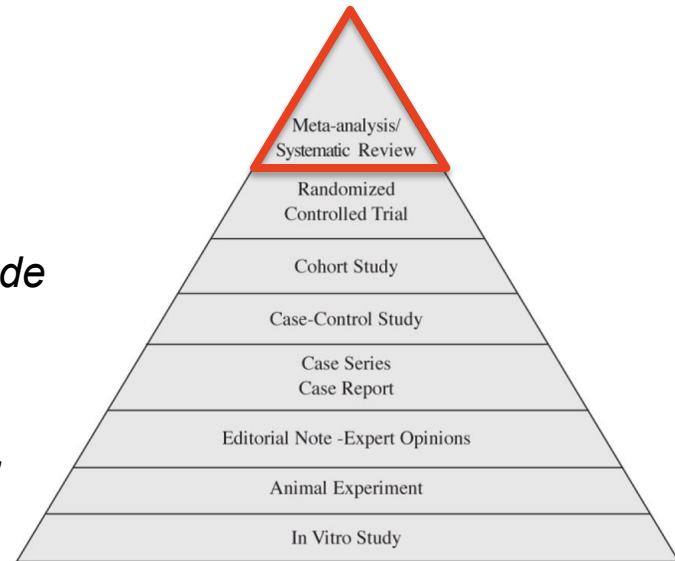 Meta-analysis/
Systematic Review
Randomized
Controlled Trial
de
Cohort Study
Case-Control Study
Case Series
Case Report
Editorial Note -Expert Opinions
Animal Experiment
In Vitro Study